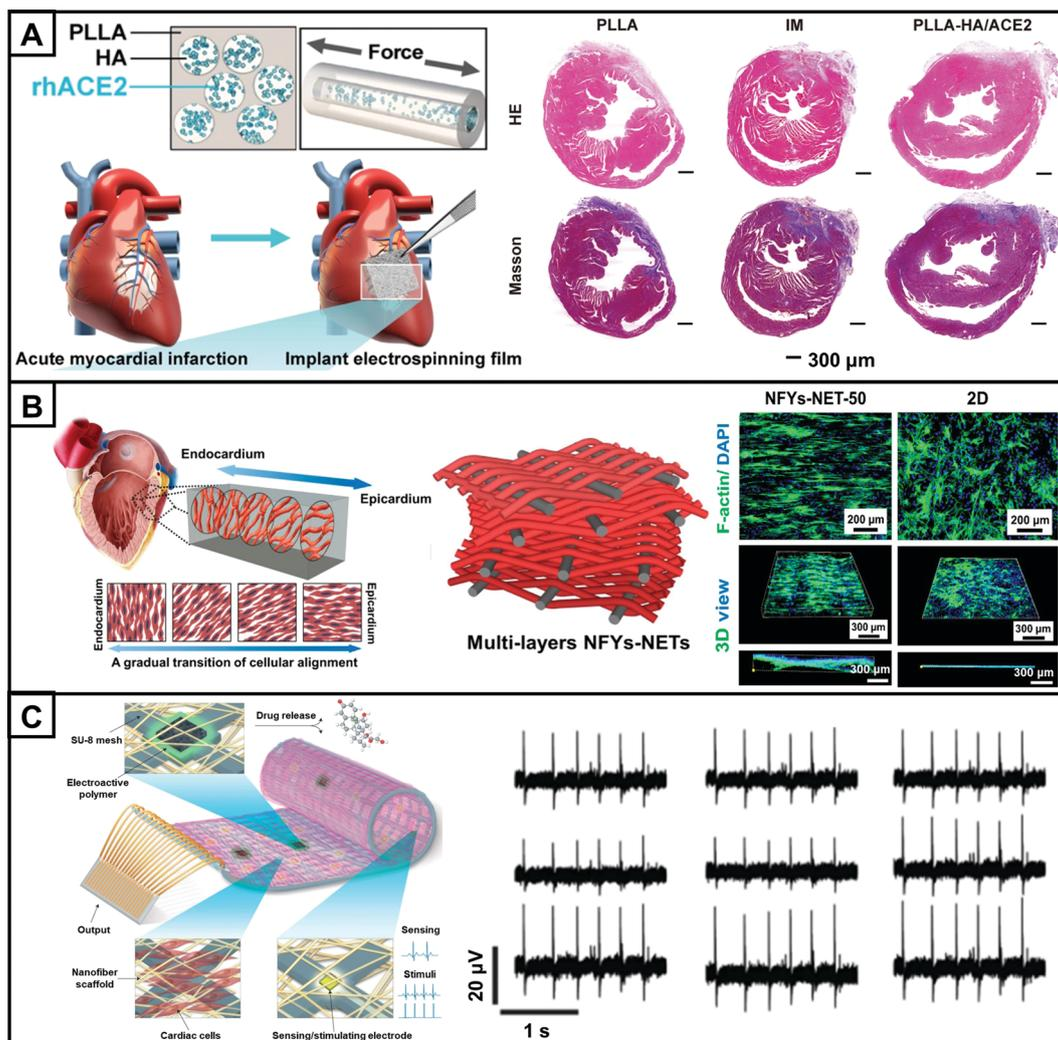 A
PLLA
HA
rhACE2
Force
Acute myocardial infarction
Implant electrospinning film
PLLA
IM
PLLA-HA/ACE2
HE
Masson
300 μm
B
Endocardium
Epicardium
Endocardium
Epicardium
A gradual transition of cellular alignment
Multi-layers NFYs-NETs
NFYs-NET-50
2D
F-actin/ DAPI
200 μm
200 μm
3D view
300 μm
300 μm
300 μm
300 μm
C
SU-8 mesh
Electroactive
polymer
Drug release
Output
Nanofiber
scaffold
Cardiac cells
Sensing/stimulating electrode
Sensing
Stimuli
20 μV
1 s